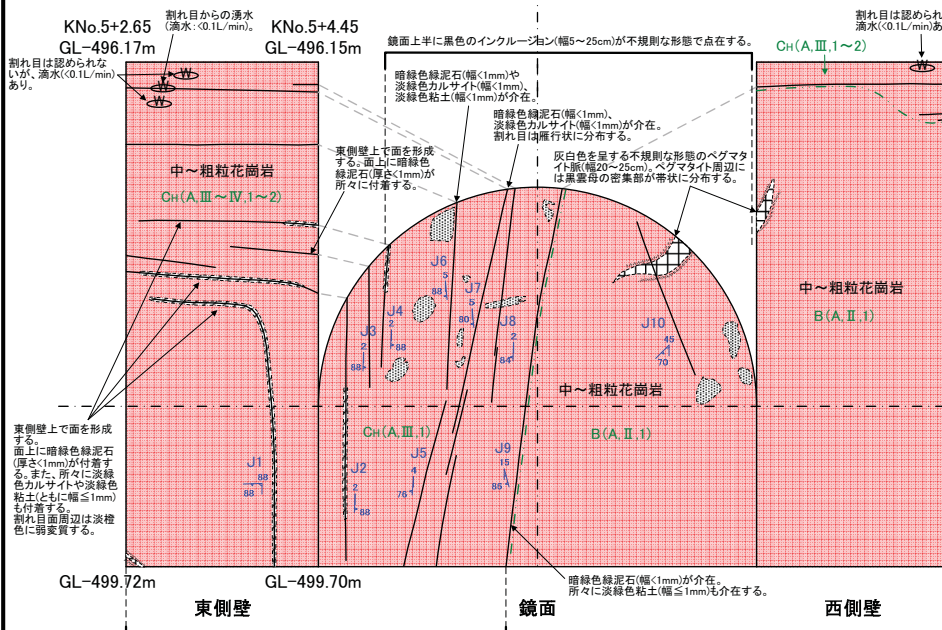 KNo.5+2.65
GL-496.17m
割れ目からの湧水
(滴水:<0.1L/min)。
KNo.5+4.45
GL-496.15m
割れ目は認められな
いが、滴水(<0.1L/min)
あり。
W
W
W
鏡面上半に黒色のインクルージョン(幅5~25cm)が不規則な形態で点在する。
割れ目は認められ
滴水(<0.1L/min)あ
CH(A,Ⅲ,1~2)
W
暗緑色緑泥石(幅<1mm)や
淡緑色カルサイト(幅<1mm)、
淡緑色粘土(幅<1mm)が介在。
暗緑色緑泥石(幅<1mm)、
淡緑色カルサイト(幅<1mm)が介在。
割れ目は雁行状に分布する。
東側壁上で面を形成
する。面上に暗緑色
緑泥石(厚さ<1mm)が
所々に付着する。
灰白色を呈する不規則な形態のペグマタ
イト脈(幅20~25cm)。ペグマタイト周辺に
は黒雲母の密集部が帯状に分布する。
中~粗粒花崗岩
CH(A,Ⅲ~Ⅳ,1~2)
J6
5
88
J7
5
80
J4
2
88
J3
2
88
J8
2
84
J10
45
70
中~粗粒花崗岩
B(A,Ⅱ,1)
中~粗粒花崗岩
CH(A,Ⅲ,1)
B(A,Ⅱ,1)
東側壁上で面を形成
する。
面上に暗緑色緑泥石
(厚さ<1mm)が付着す
る。また、所々に淡緑
色カルサイトや淡緑色
粘土(ともに幅≦1mm)
も付着する。
割れ目面周辺は淡橙
色に弱変質する。
J1
88
88
J2
2
88
J5
4
76
J9
15
86
暗緑色緑泥石(幅<1mm)が介在。
所々に淡緑色粘土(幅≦1mm)も介在する。
GL-499.72m
GL-499.70m
東側壁
鏡面
西側壁